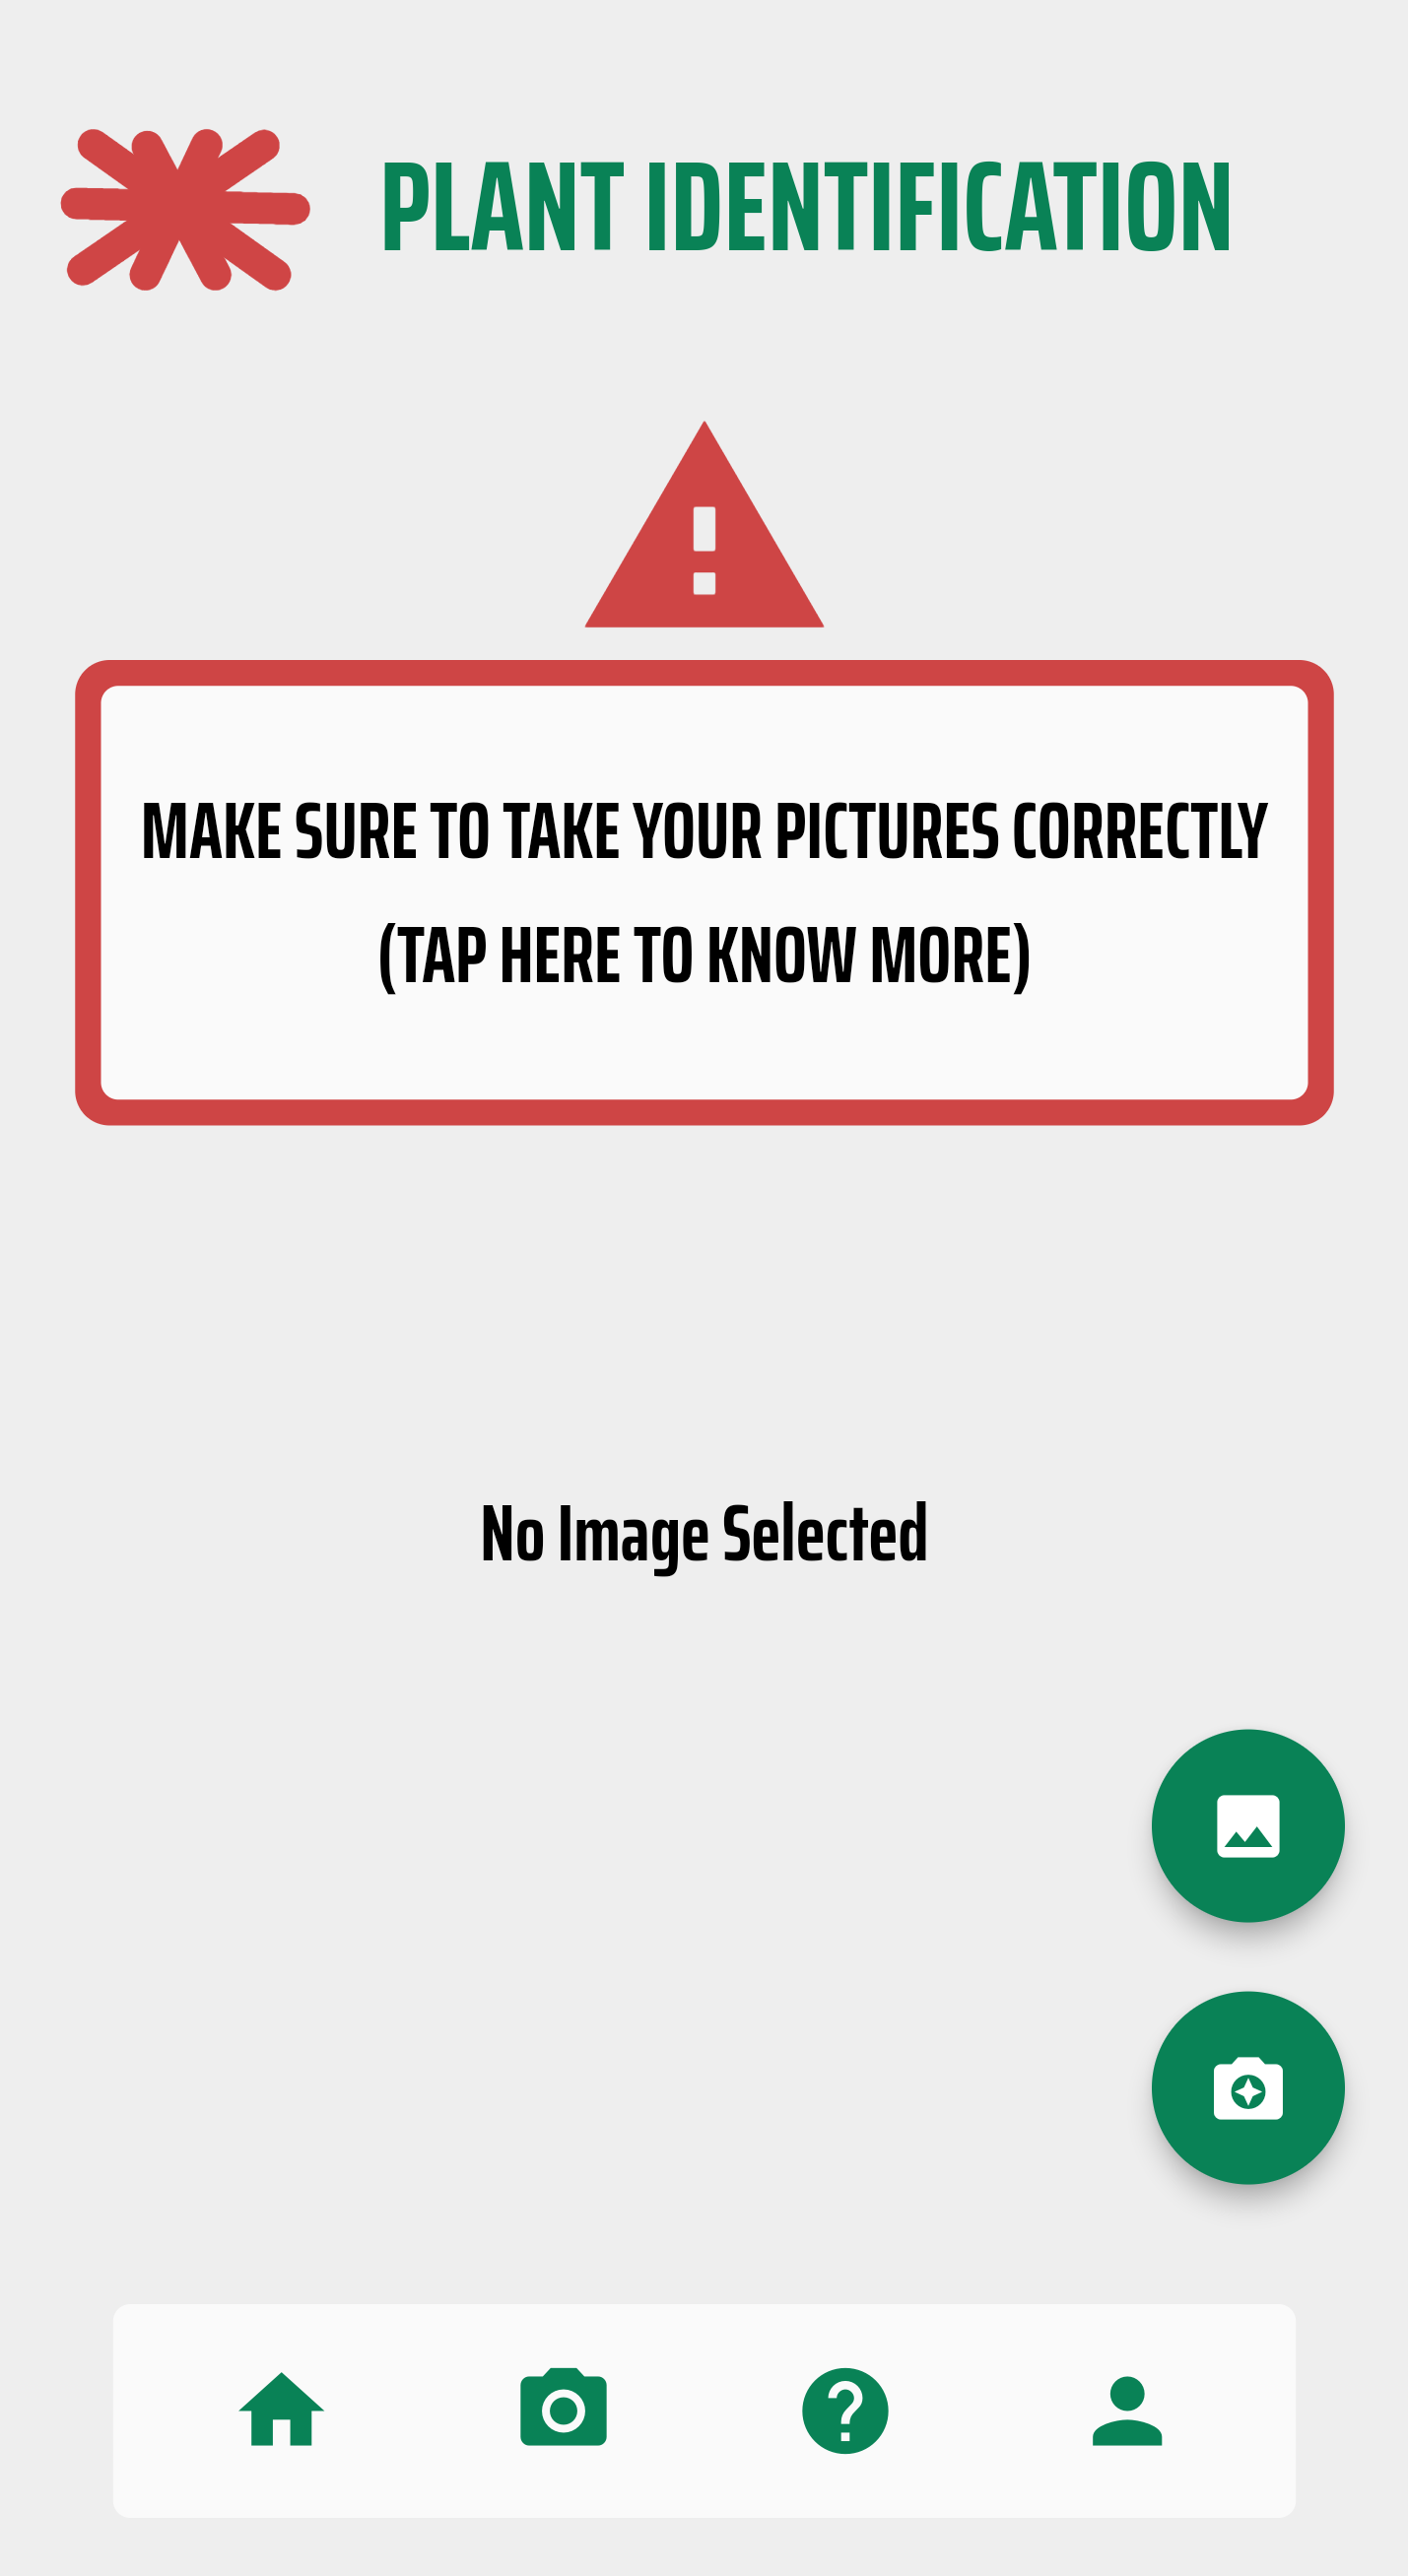 PLANT IDENTIFICATION
MAKE SURE TO TAKE YOUR PICTURES CORRECTLY
(TAP HERE TO KNOW MORE)
No Image Selected